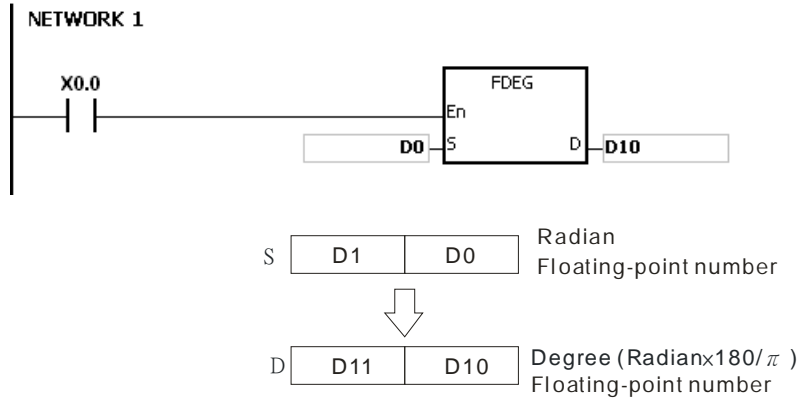 NETWORK 1
X0.0
FDEG
En
D0 S D D10
S D1 D0 Radian
Floating-point number
D D11 D10 Degree (Radian×180/π )
Floating-point number